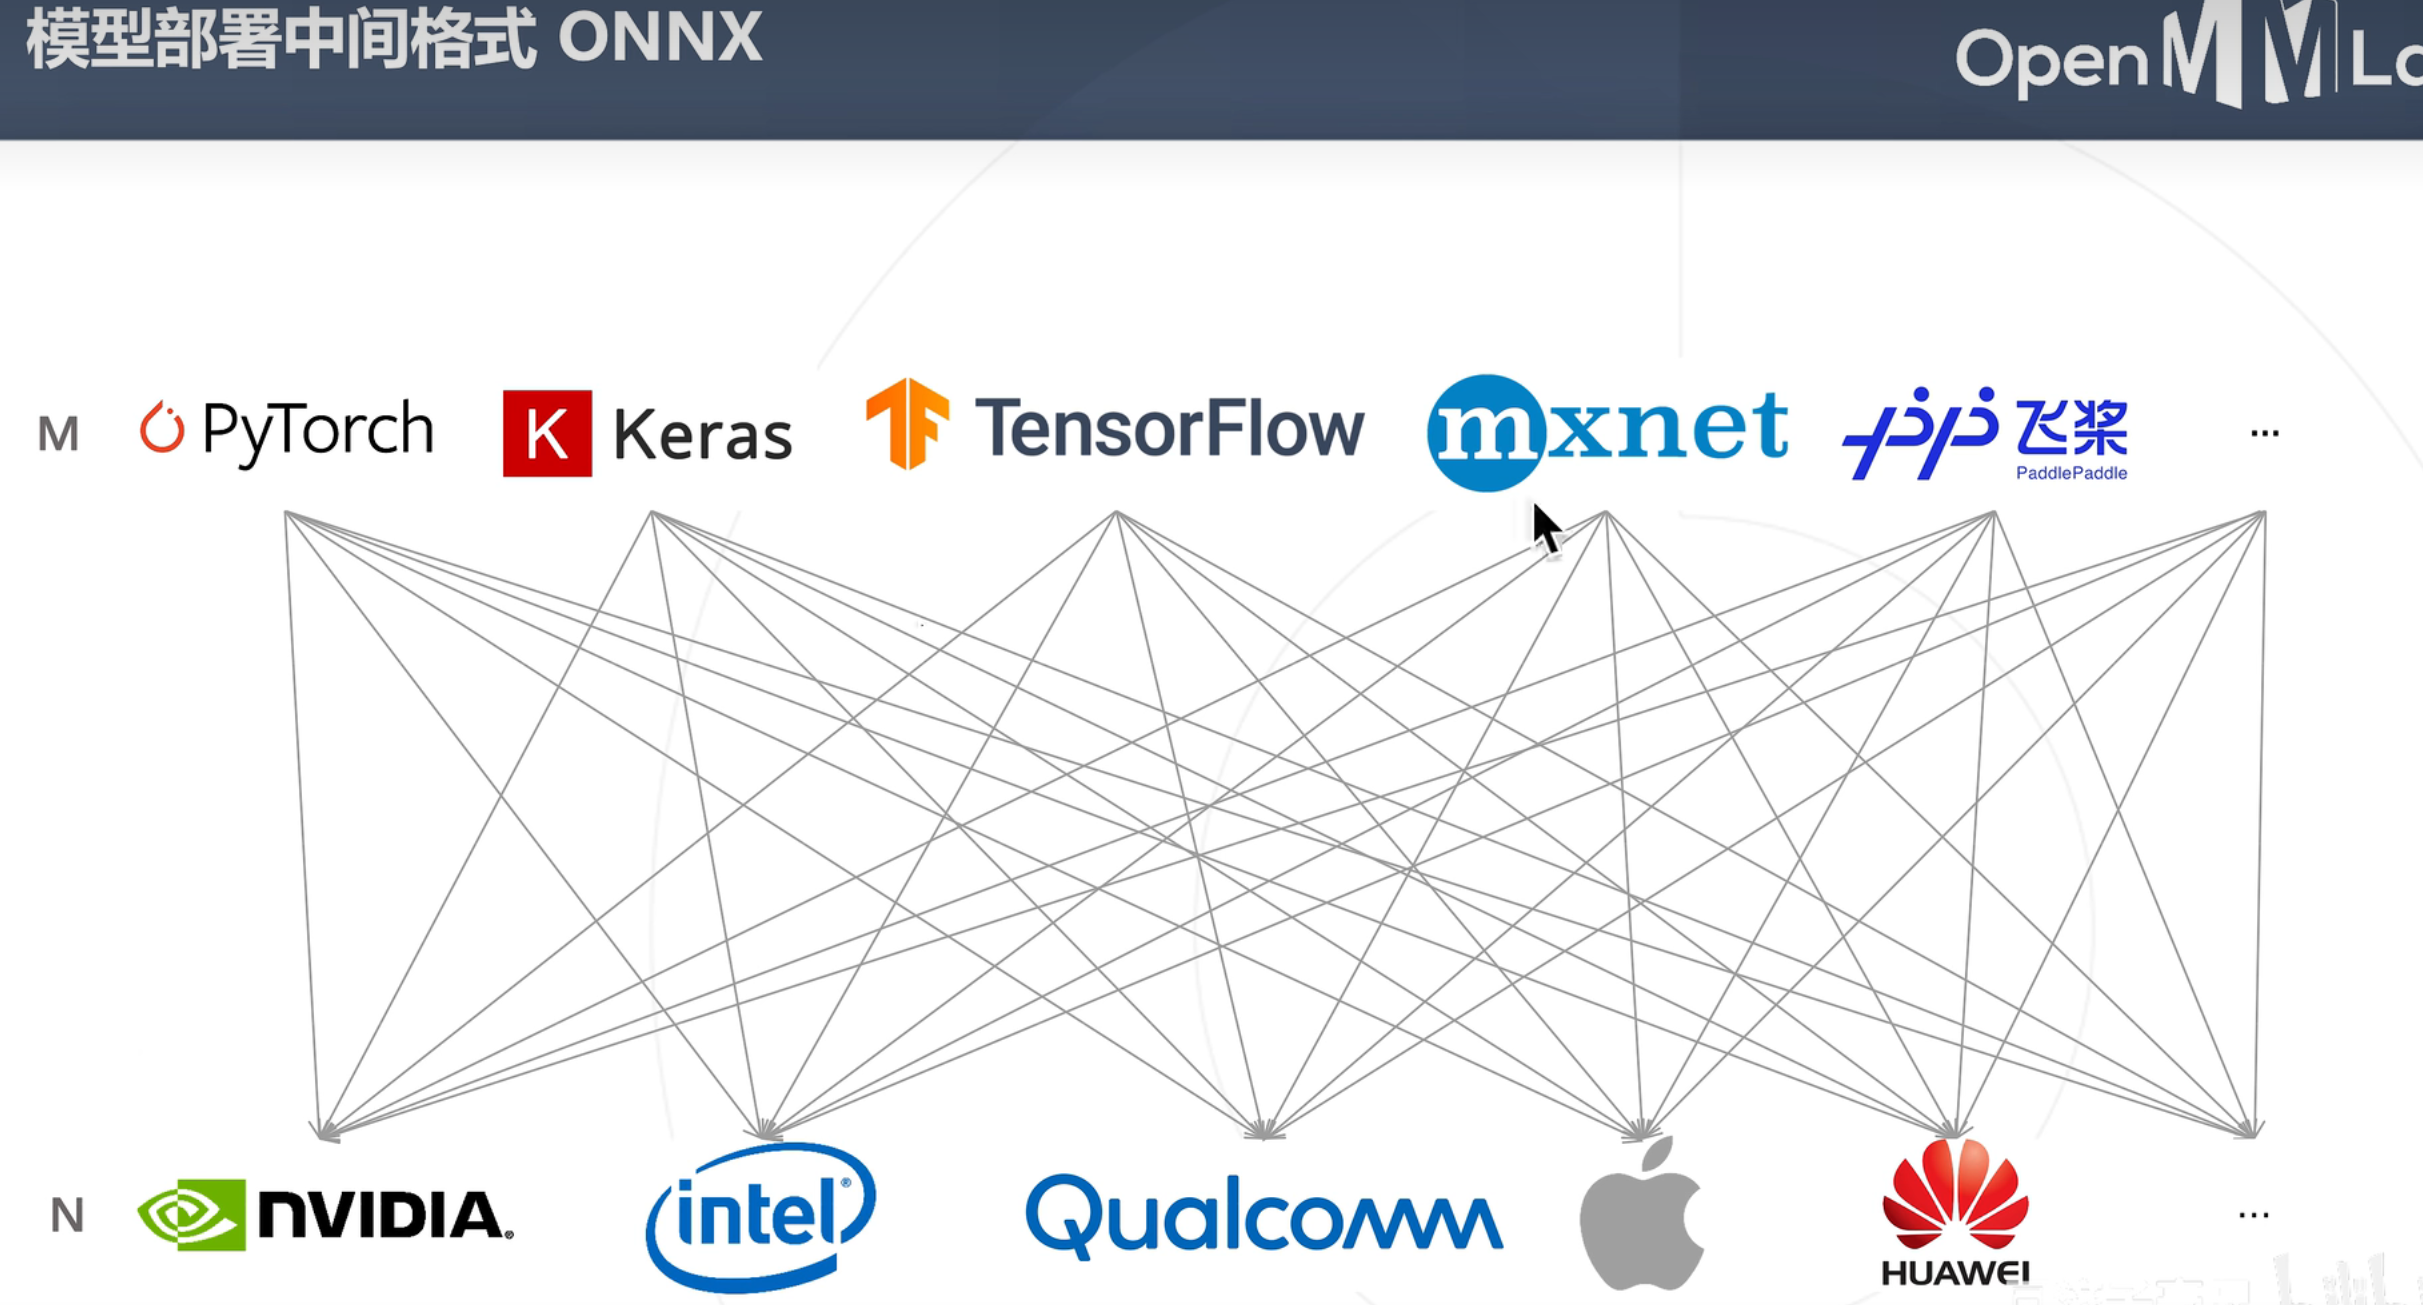 模型部署中间格式 ONNX
OpenMMLa
M PyTorch K Keras TensorFlow mxnet 飞桨 ...
PaddlePaddle
N NVIDIA. intel® Qualcomm HUAWEI ...